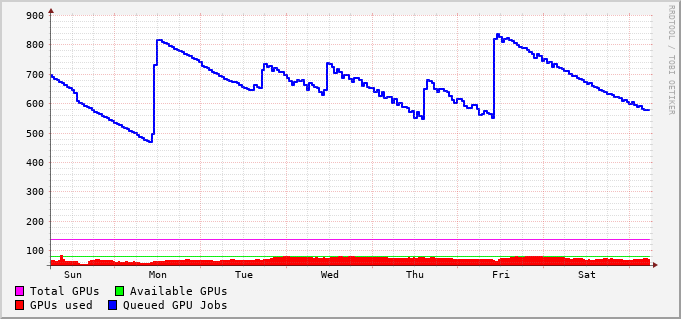 900
800
700
600
500
400
300
200
100
Sun Mon Tue Wed Thu Fri Sat
Total GPUs Available GPUs
GPUs used Queued GPU Jobs
RRDTOOL / TOBI OETIKER